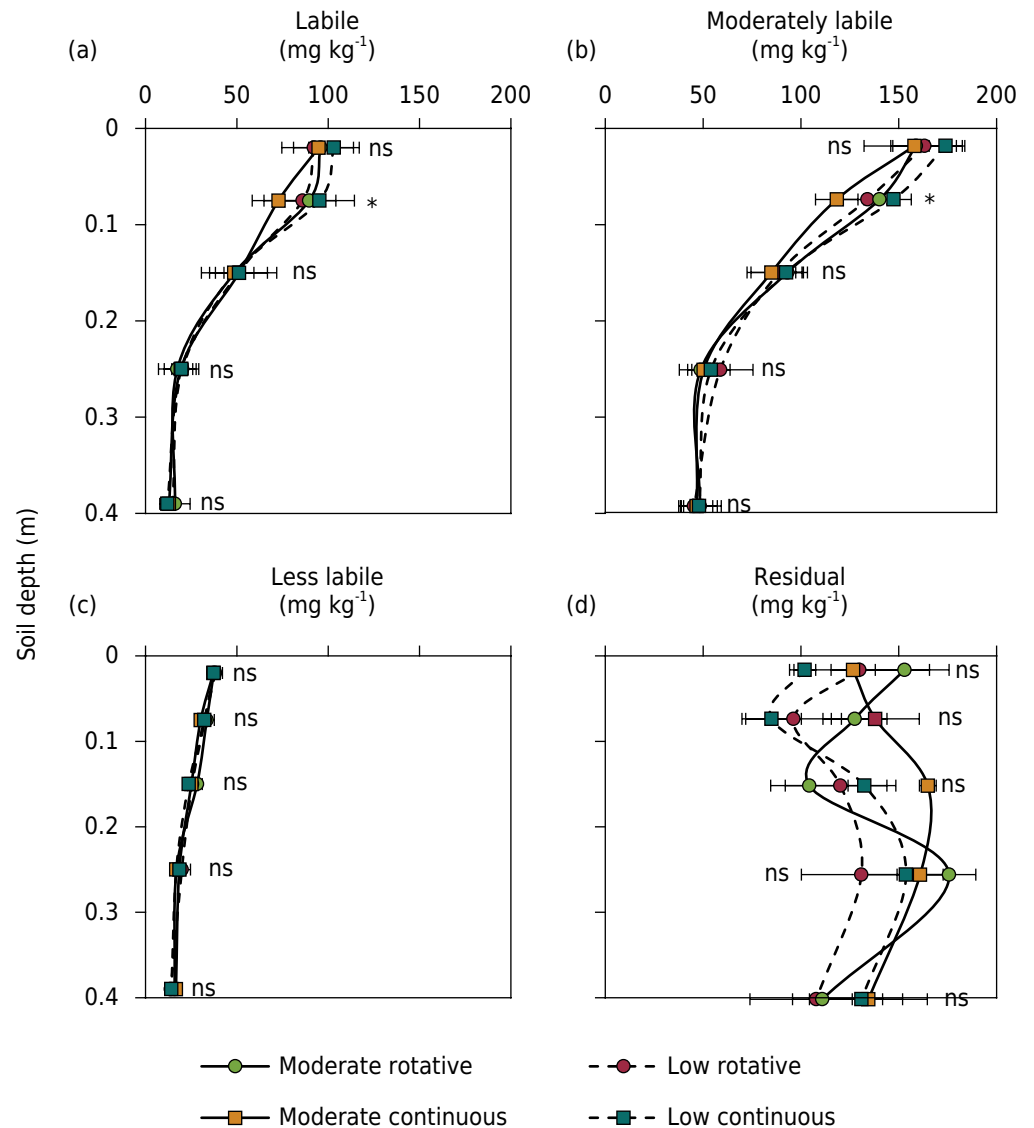 Labile
Moderately labile
(a) (mg kg⁻¹)
(b) (mg kg⁻¹)
0 50 100 150 200
0 50 100 150 200
0
ns
ns
0.1
*
*
ns
ns
0.2
ns
ns
0.3
0.4
ns
ns
Soil depth (m)
Less labile
Residual
(c) (mg kg⁻¹)
(d) (mg kg⁻¹)
0
ns
ns
ns
ns
0.1
ns
ns
0.2
ns
ns
0.3
0.4
ns
ns
Moderate rotative
Low rotative
Moderate continuous
Low continuous